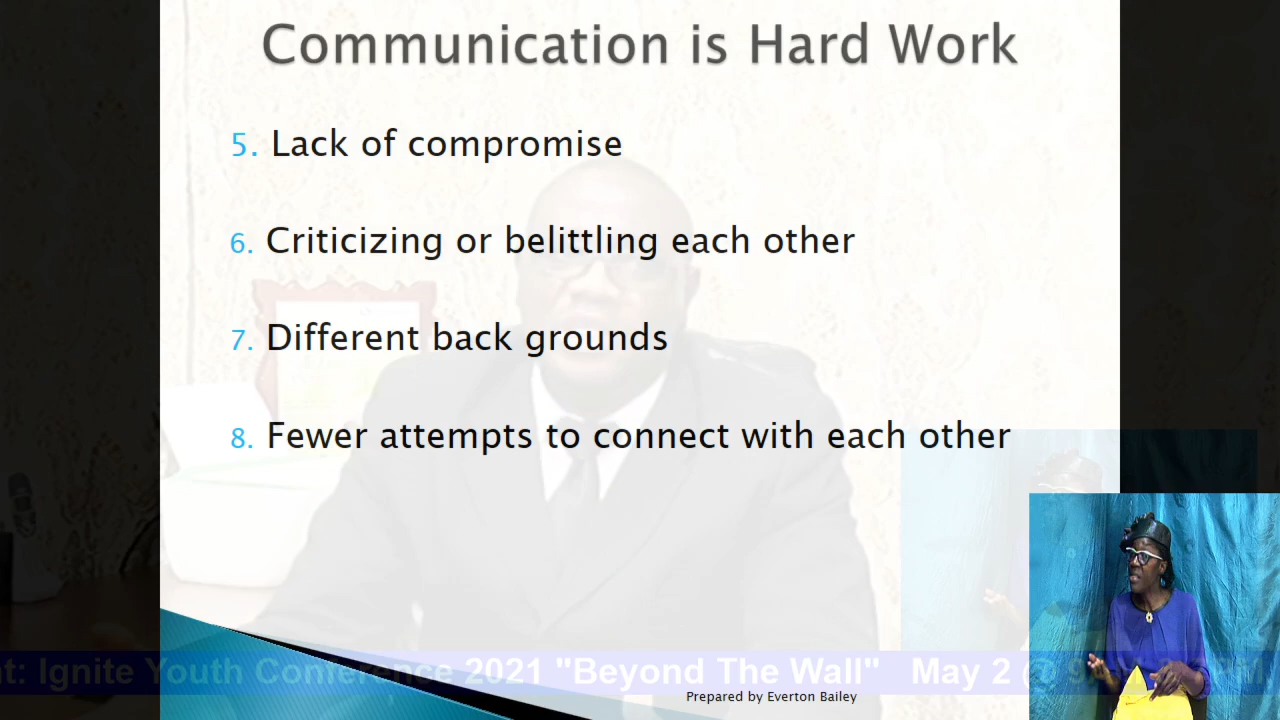 Communication is Hard Work
5. Lack of compromise
6. Criticizing or belittling each other
7. Different back grounds
8. Fewer attempts to connect with each other
Ignite Youth Conference 2021 "Beyond The Wall" May 2 @
Prepared by Everton Bailey